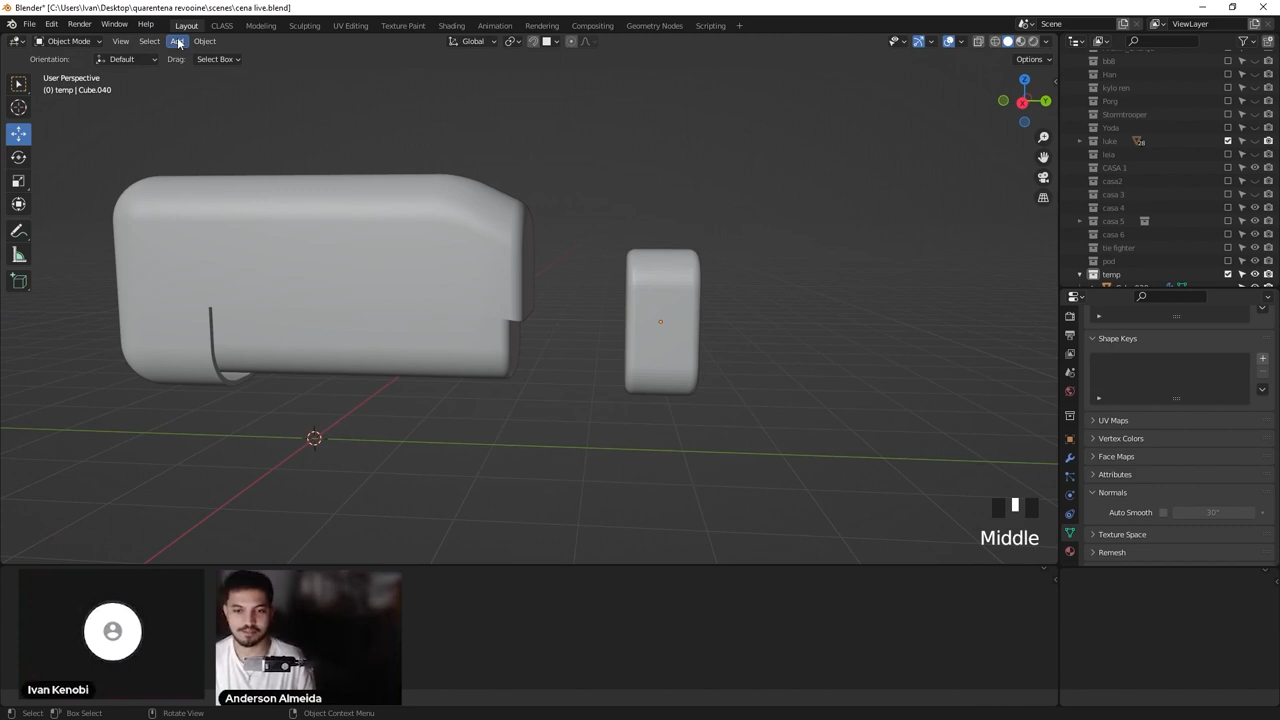 Blender* [C:\Users\Ivan\Desktop\quarentena revooine\scenes\cena live.blend]
File Edit Render Window Help Layout CLASS Modeling Sculpting UV Editing Texture Paint Shading Animation Rendering Compositing Geometry Nodes Scripting + Scene ViewLayer
Object Mode View Select Add Object Global
Orientation: Default Drag: Select Box Options
User Perspective
(0) temp | Cube.040
bb8
Han
kylo ren
Porg
Stormtrooper
Yoda
luke 28
leia
CASA 1
casa2
casa 3
casa 4
casa 5
casa 6
tie fighter
pod
temp
X
Y
Z
Shape Keys
UV Maps
Vertex Colors
Face Maps
Attributes
Normals
Auto Smooth 30°
Texture Space
Remesh
Middle
Ivan Kenobi
Anderson Almeida
Select Box Select Rotate View Object Context Menu